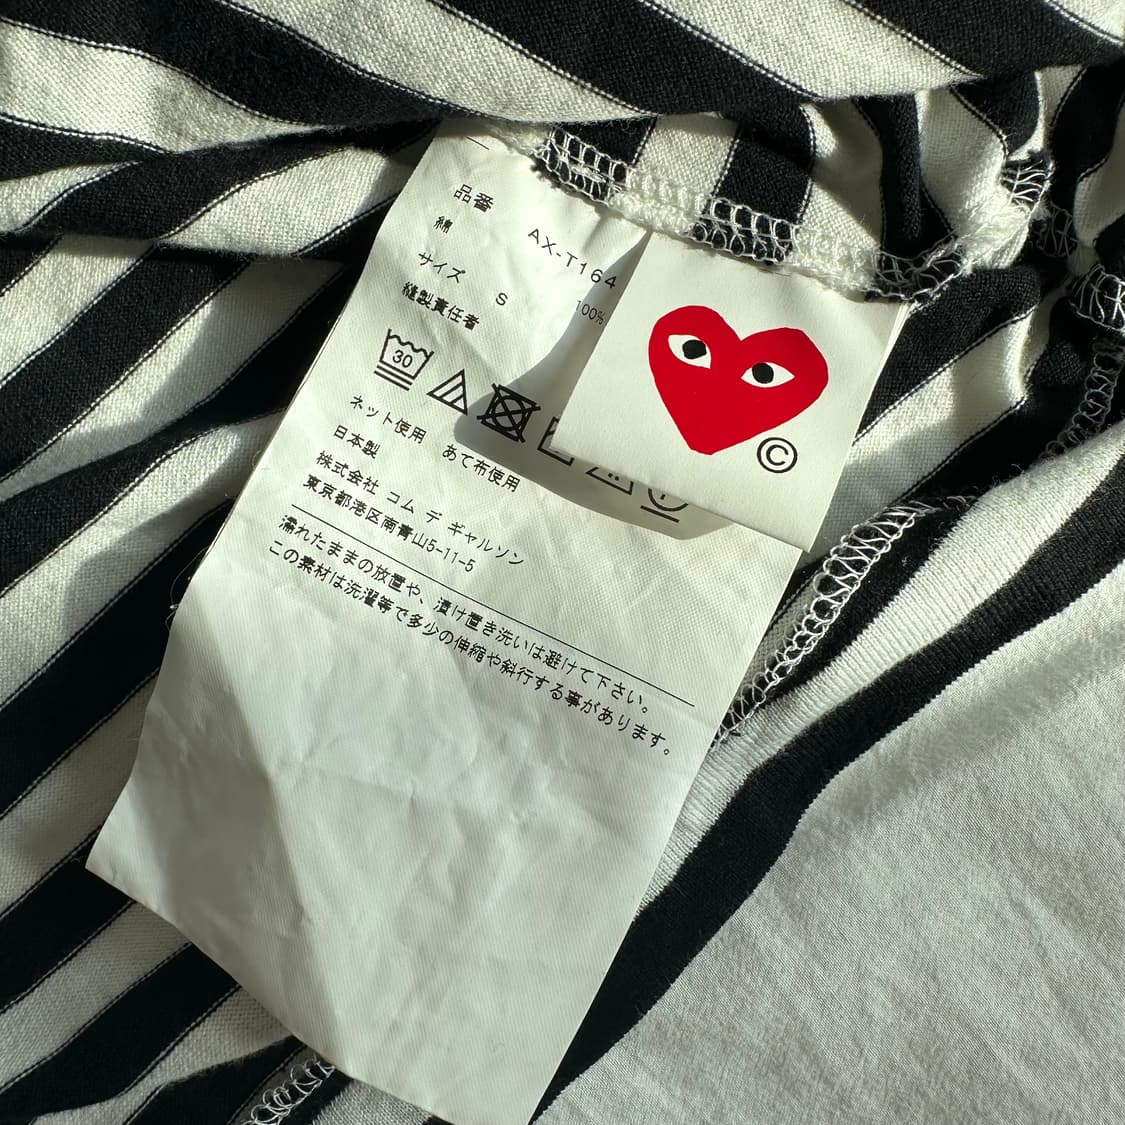 品番 AX-T164
綿 100%
サイズ S
縫製責任者
30
ネット使用 あて布使用
日本製
株式会社 コム デ ギャルソン
東京都港区南青山5-11-5
濡れたままの放置や、漬け置き洗いは避けて下さい。
この素材は洗濯等で多少の伸縮や斜行する事があります。
©